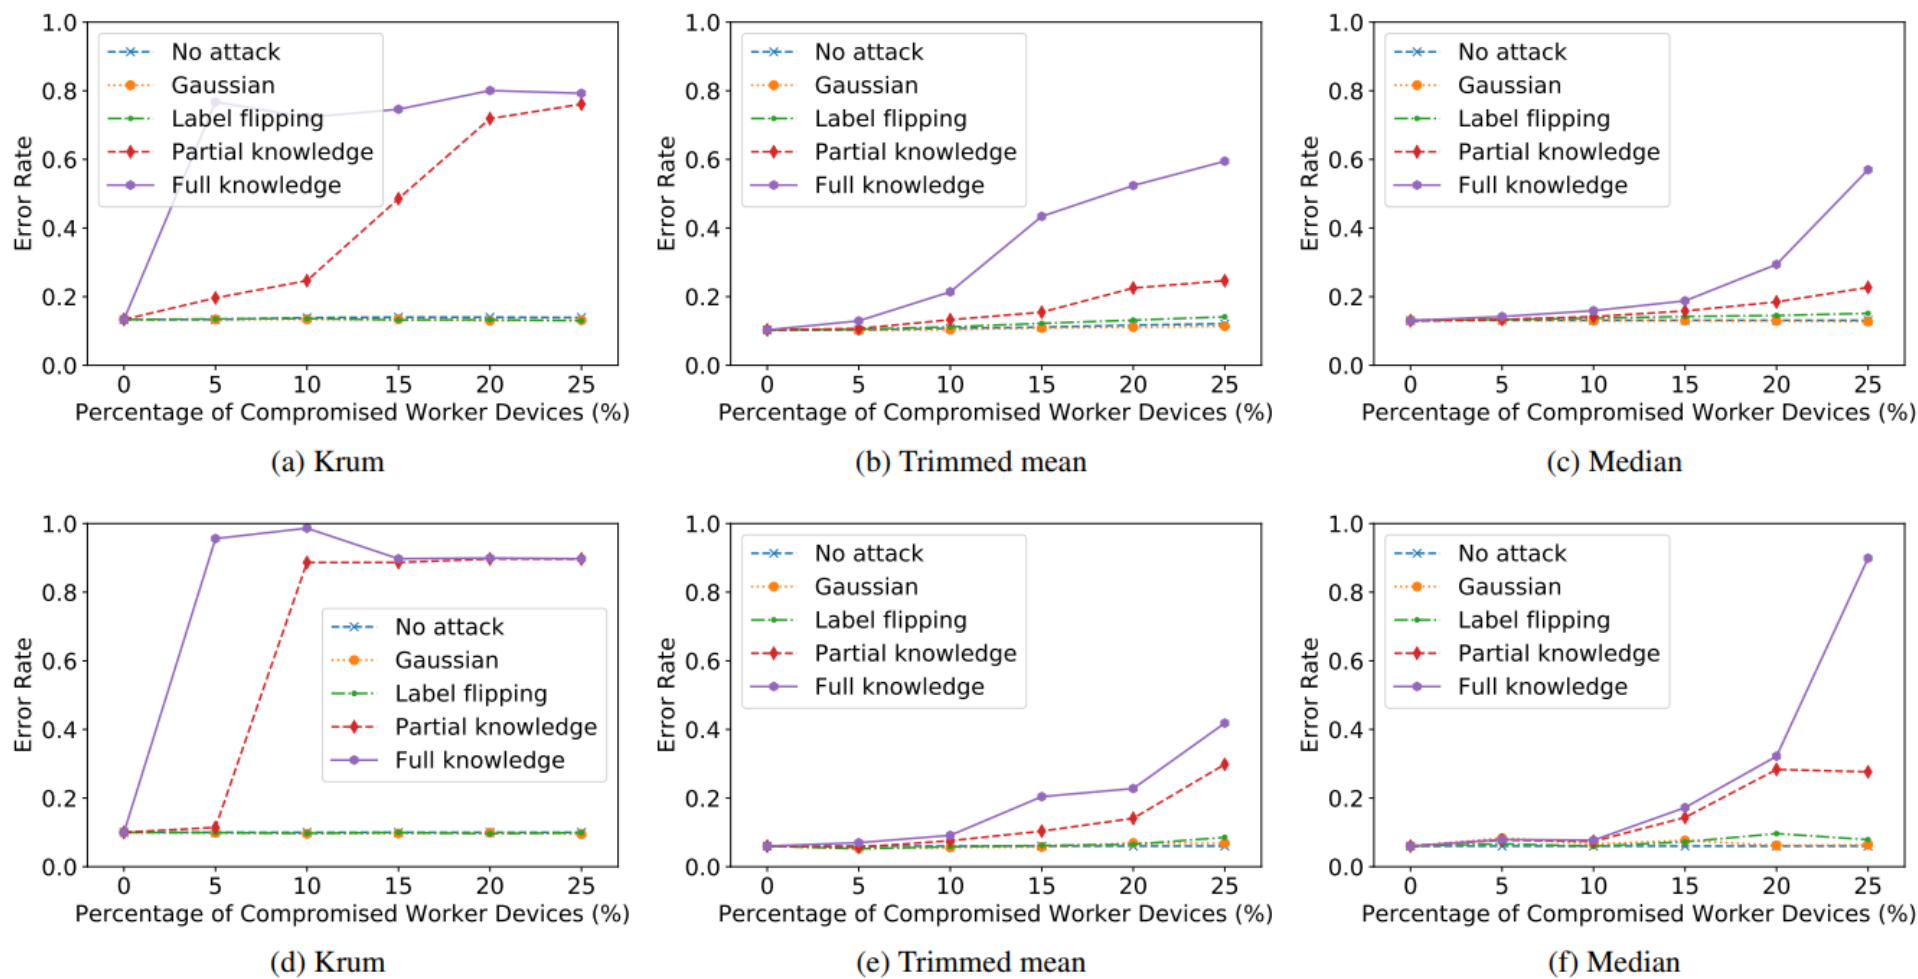 1.0
0.8
0.6
0.4
0.2
0.0
Error Rate
No attack
Gaussian
Label flipping
Partial knowledge
Full knowledge
0 5 10 15 20 25
Percentage of Compromised Worker Devices (%)
(a) Krum
1.0
0.8
0.6
0.4
0.2
0.0
Error Rate
No attack
Gaussian
Label flipping
Partial knowledge
Full knowledge
0 5 10 15 20 25
Percentage of Compromised Worker Devices (%)
(b) Trimmed mean
1.0
0.8
0.6
0.4
0.2
0.0
Error Rate
No attack
Gaussian
Label flipping
Partial knowledge
Full knowledge
0 5 10 15 20 25
Percentage of Compromised Worker Devices (%)
(c) Median
1.0
0.8
0.6
0.4
0.2
0.0
Error Rate
No attack
Gaussian
Label flipping
Partial knowledge
Full knowledge
0 5 10 15 20 25
Percentage of Compromised Worker Devices (%)
(d) Krum
1.0
0.8
0.6
0.4
0.2
0.0
Error Rate
No attack
Gaussian
Label flipping
Partial knowledge
Full knowledge
0 5 10 15 20 25
Percentage of Compromised Worker Devices (%)
(e) Trimmed mean
1.0
0.8
0.6
0.4
0.2
0.0
Error Rate
No attack
Gaussian
Label flipping
Partial knowledge
Full knowledge
0 5 10 15 20 25
Percentage of Compromised Worker Devices (%)
(f) Median